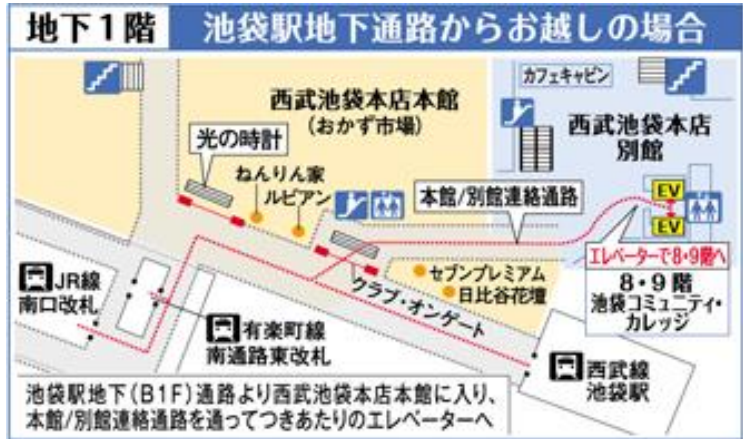 地下1階 池袋駅地下通路からお越しの場合
カフェキャビン
西武池袋本店本館
(おかず市場)
西武池袋本店
別館
光の時計
ねんりん家
ルビアン
本館/別館連絡通路
EV
EV
エレベーターで8・9階へ
8・9階
池袋コミュニティ・
カレッジ
セブンプレミアム
日比谷花壇
クラブ・オンゲート
JR線
南口改札
有楽町線
南通路東改札
西武線
池袋駅
池袋駅地下(B1F)通路より西武池袋本店本館に入り、
本館/別館連絡通路を通ってつきあたりのエレベーターへ